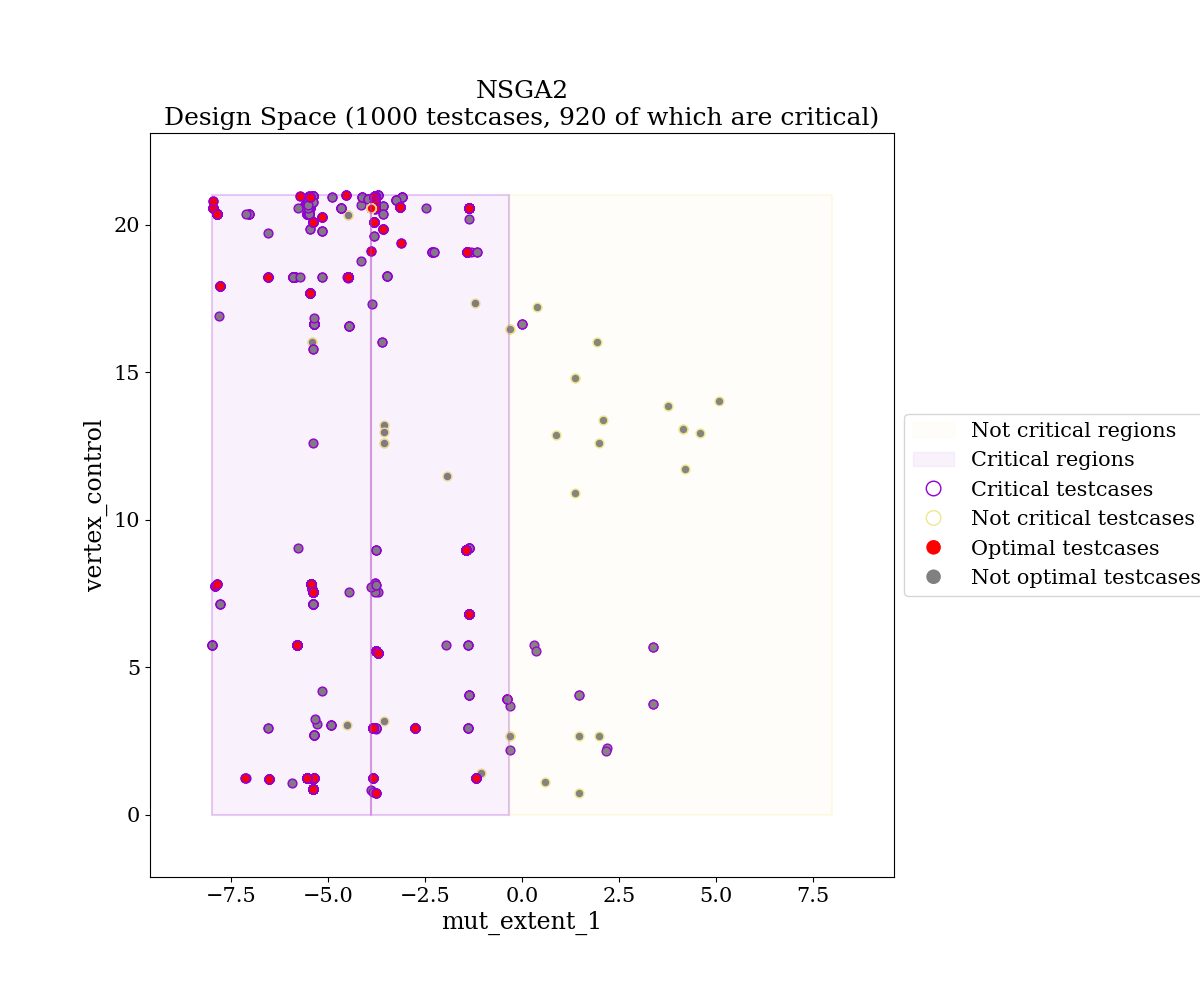 NSGA2
Design Space (1000 testcases, 920 of which are critical)
20
15
10
5
0
vertex_control
−7.5
−5.0
−2.5
0.0
2.5
5.0
7.5
mut_extent_1
Not critical regions
Critical regions
Critical testcases
Not critical testcases
Optimal testcases
Not optimal testcases